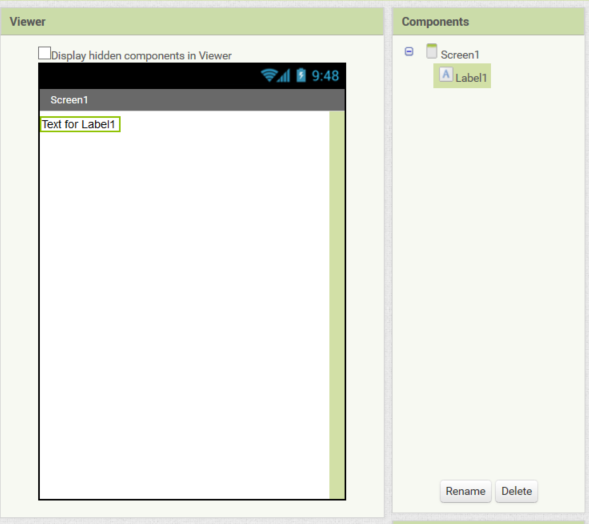 Viewer
Display hidden components in Viewer
9:48
Screen1
Text for Label1
Components
Screen1
A Label1
Rename Delete